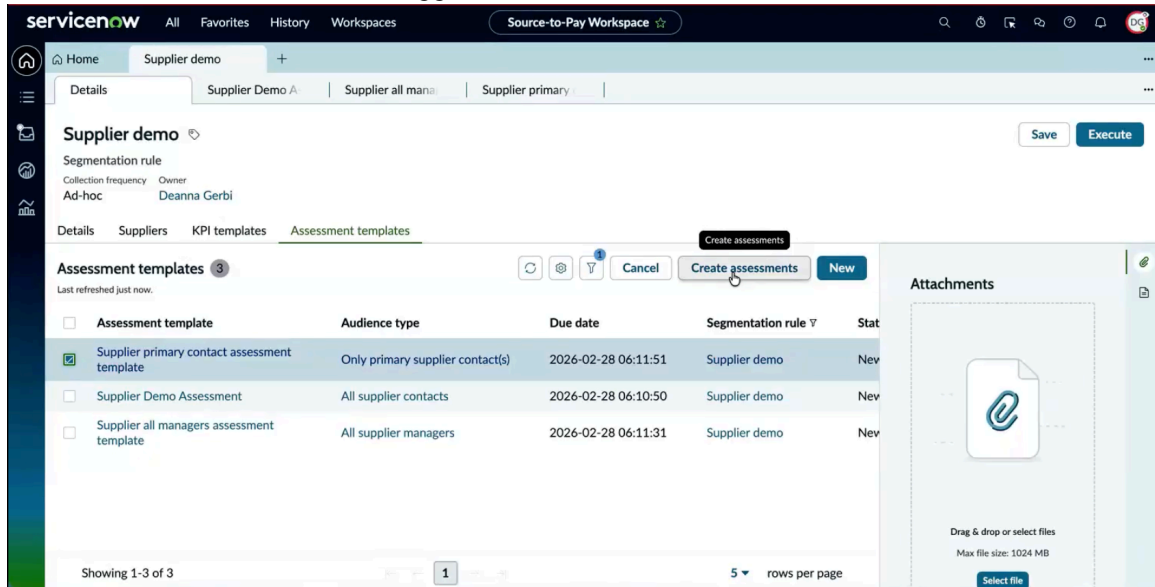 servicenow All Favorites History Workspaces Source-to-Pay Workspace DG
Home Supplier demo +
Details Supplier Demo A Supplier all mana Supplier primary
Supplier demo Save Execute
Segmentation rule
Collection frequency Owner
Ad-hoc Deanna Gerbi
Details Suppliers KPI templates Assessment templates
Create assessments
Assessment templates 3 1 Cancel Create assessments New
Last refreshed just now.
Attachments
Assessment template Audience type Due date Segmentation rule Stat
Supplier primary contact assessment
template Only primary supplier contact(s) 2026-02-28 06:11:51 Supplier demo New
Supplier Demo Assessment All supplier contacts 2026-02-28 06:10:50 Supplier demo New
Supplier all managers assessment
template All supplier managers 2026-02-28 06:11:31 Supplier demo New
Drag & drop or select files
Max file size: 1024 MB
Showing 1-3 of 3 1 5 rows per page
Select file